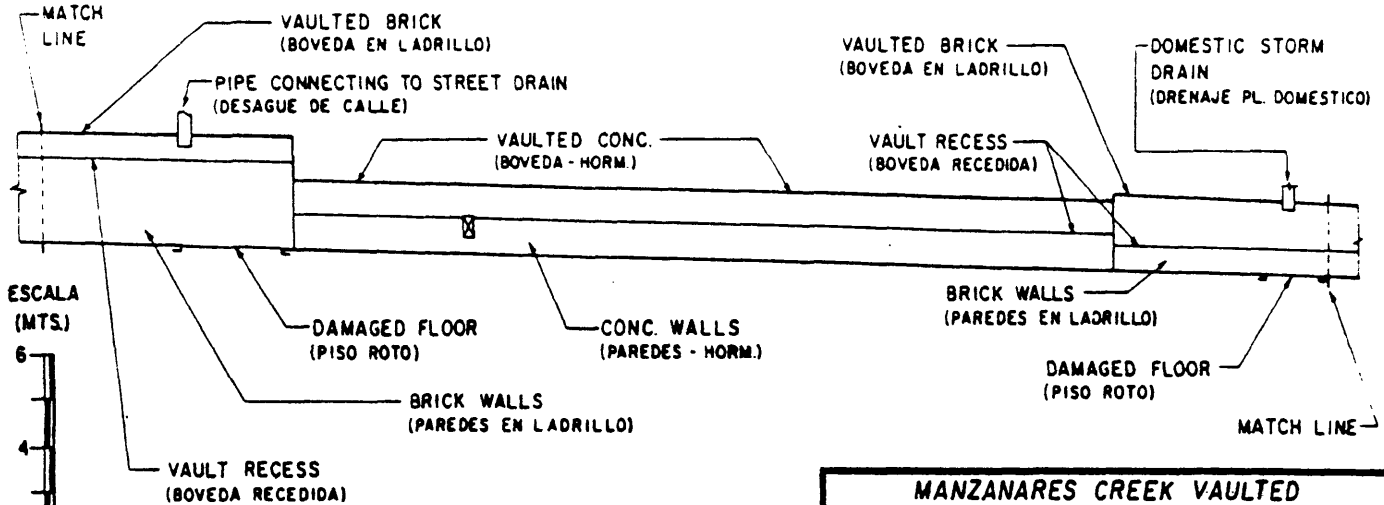 MATCH
LINE
VAULTED BRICK
(BOVEDA EN LADRILLO)
PIPE CONNECTING TO STREET DRAIN
(DESAGUE DE CALLE)
VAULTED CONC.
(BOVEDA - HORM.)
VAULTED BRICK
(BOVEDA EN LADRILLO)
VAULT RECESS
(BOVEDA RECEDIDA)
DOMESTIC STORM
DRAIN
(DRENAJE PL. DOMESTICO)
ESCALA
(MTS.)
6
4
DAMAGED FLOOR
(PISO ROTO)
CONC. WALLS
(PAREDES - HORM.)
BRICK WALLS
(PAREDES EN LADRILLO)
DAMAGED FLOOR
(PISO ROTO)
BRICK WALLS
(PAREDES EN LADRILLO)
MATCH LINE
VAULT RECESS
(BOVEDA RECEDIDA)
MANZANARES CREEK VAULTED